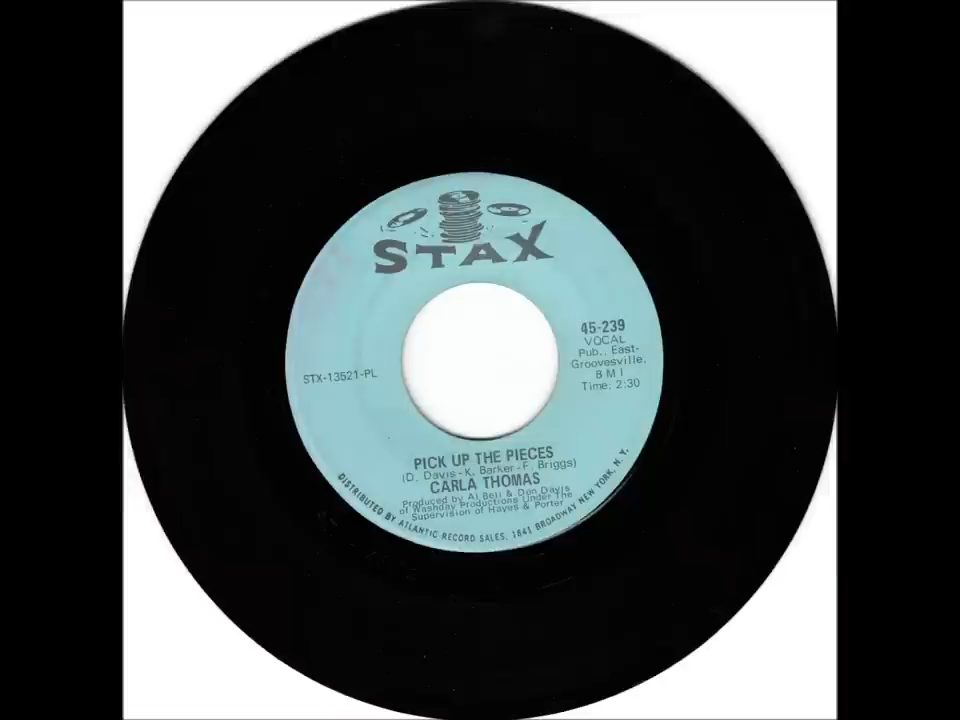 STAX
45-239
VOCAL
Pub., East-
Groovesville,
B M I
Time; 2:30
STX-13521-PL
PICK UP THE PIECES
(D. Davis-K. Barker-F. Briggs)
CARLA THOMAS
Produced by Al Bell & Don Davis
of Washday Productions Under The
Supervision of Hayes & Porter
DISTRIBUTED BY ATLANTIC RECORD SALES, 1841 BROADWAY NEW YORK, N. Y.